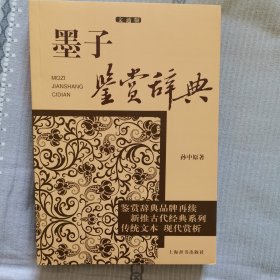 文通版
墨子
MOZI
JIANSHANG
CIDIAN
鉴赏辞典
孙中原著
鉴赏辞典品牌再续
新推古代经典系列
传统文本 现代赏析
上海辞书出版社